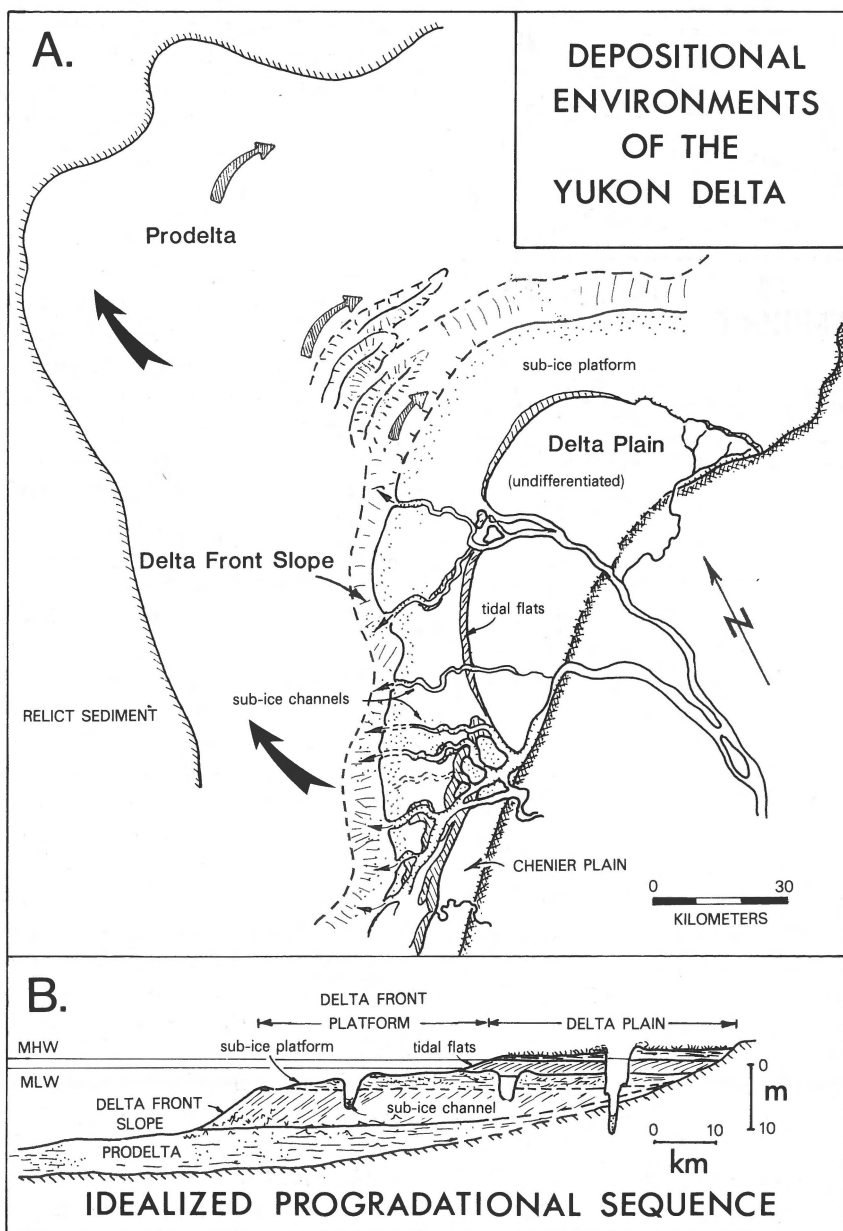 A.
DEPOSITIONAL
ENVIRONMENTS
OF THE
YUKON DELTA
Prodelta
sub-ice platform
Delta Plain
(undifferentiated)
Delta Front Slope
tidal flats
N
sub-ice channels
RELICT SEDIMENT
CHENIER PLAIN
0 30
KILOMETERS
B.
DELTA FRONT
PLATFORM
DELTA PLAIN
MHW
sub-ice platform
tidal flats
MLW
0
m
10
DELTA FRONT
SLOPE
sub-ice channel
PRODELTA
0 10
km
IDEALIZED PROGRADATIONAL SEQUENCE